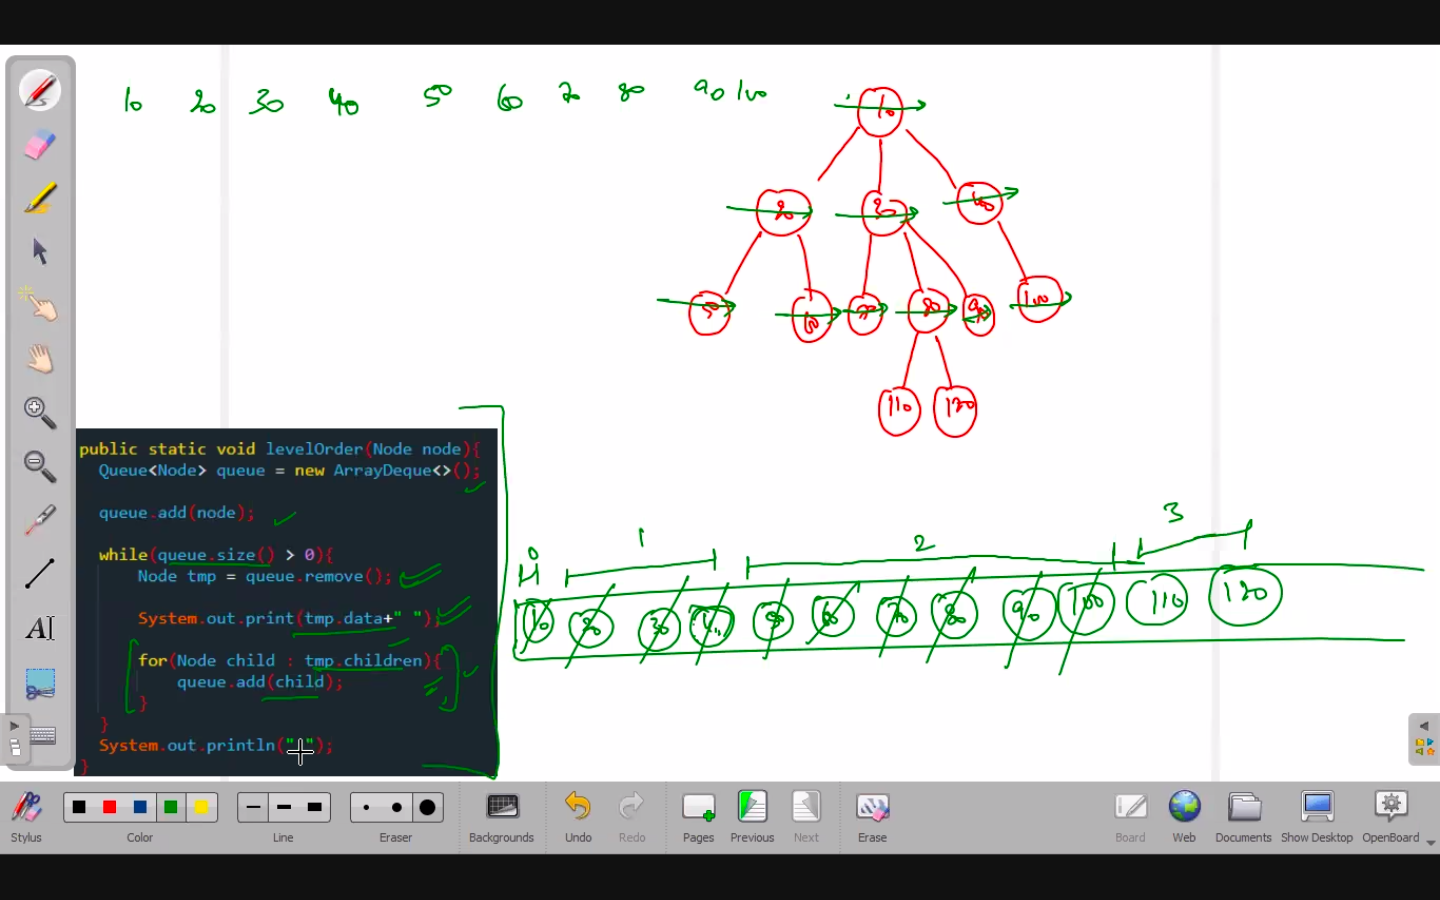 10 20 30 40 50 60 70 80 90 100
10
20 30 40
50 60 70 80 90 100
110 120
public static void levelOrder(Node node){
Queue<Node> queue = new ArrayDeque<>();
queue.add(node);
while(queue.size() > 0){
Node tmp = queue.remove();
System.out.print(tmp.data+" ");
for(Node child : tmp.children){
queue.add(child);
}
}
System.out.println(" ");
}
0 1 2 3
10 20 30 40 50 60 70 80 90 100 110 120
Stylus Color Line Eraser Backgrounds Undo Redo Pages Previous Next Erase Board Web Documents Show Desktop OpenBoard